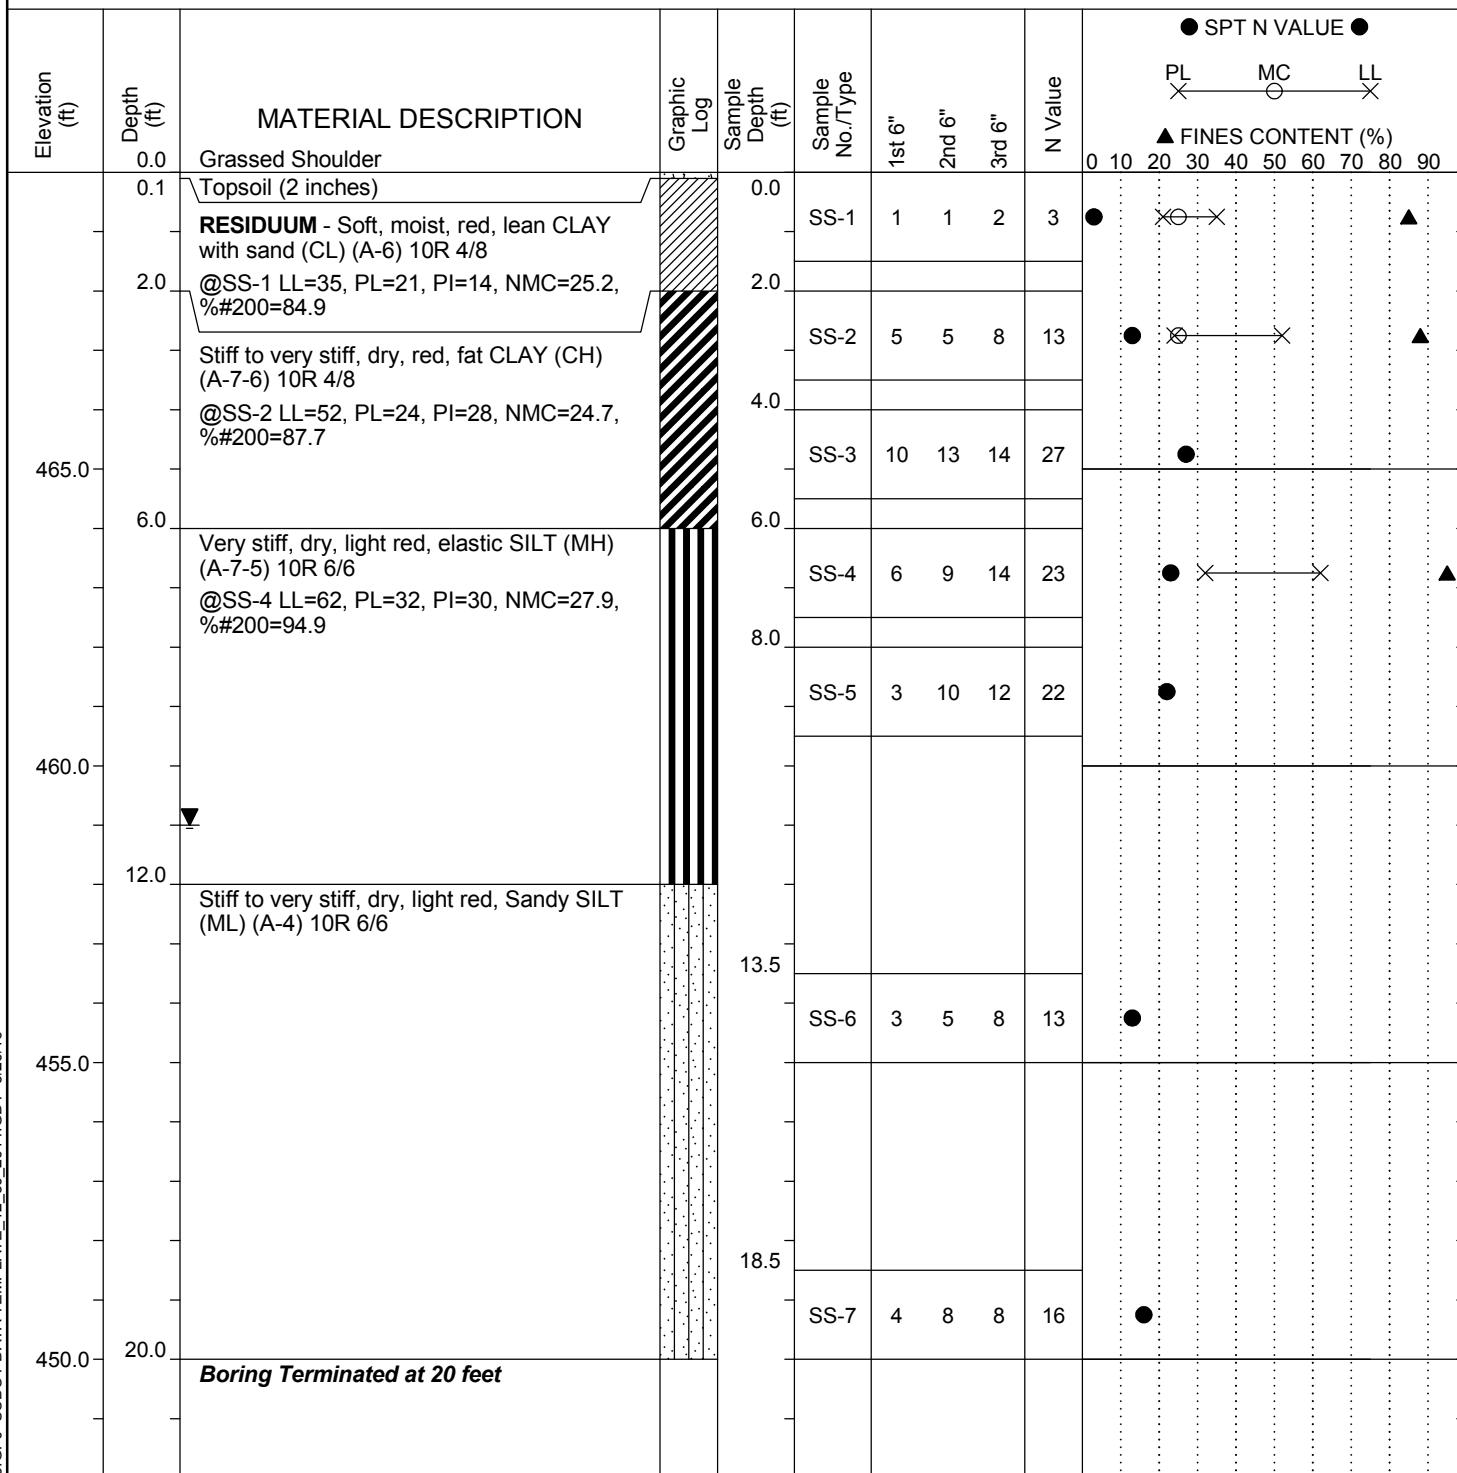 ● SPT N VALUE ●
PL MC LL
▲ FINES CONTENT (%)
0 10 20 30 40 50 60 70 80 90
Elevation (ft)
Depth (ft)
MATERIAL DESCRIPTION
Graphic Log
Sample Depth (ft)
Sample No./Type
1st 6"
2nd 6"
3rd 6"
N Value
0.0 Grassed Shoulder
0.1 Topsoil (2 inches) 0.0
SS-1 1 1 2 3
RESIDUUM - Soft, moist, red, lean CLAY
with sand (CL) (A-6) 10R 4/8
2.0 @SS-1 LL=35, PL=21, PI=14, NMC=25.2, 2.0
%#200=84.9
SS-2 5 5 8 13
Stiff to very stiff, dry, red, fat CLAY (CH)
(A-7-6) 10R 4/8
4.0
@SS-2 LL=52, PL=24, PI=28, NMC=24.7,
%#200=87.7
SS-3 10 13 14 27
465.0
6.0 6.0
Very stiff, dry, light red, elastic SILT (MH)
(A-7-5) 10R 6/6
SS-4 6 9 14 23
@SS-4 LL=62, PL=32, PI=30, NMC=27.9,
%#200=94.9
8.0
SS-5 3 10 12 22
460.0
12.0
Stiff to very stiff, dry, light red, Sandy SILT
(ML) (A-4) 10R 6/6
13.5
SS-6 3 5 8 13
455.0
18.5
SS-7 4 8 8 16
450.0 20.0
Boring Terminated at 20 feet